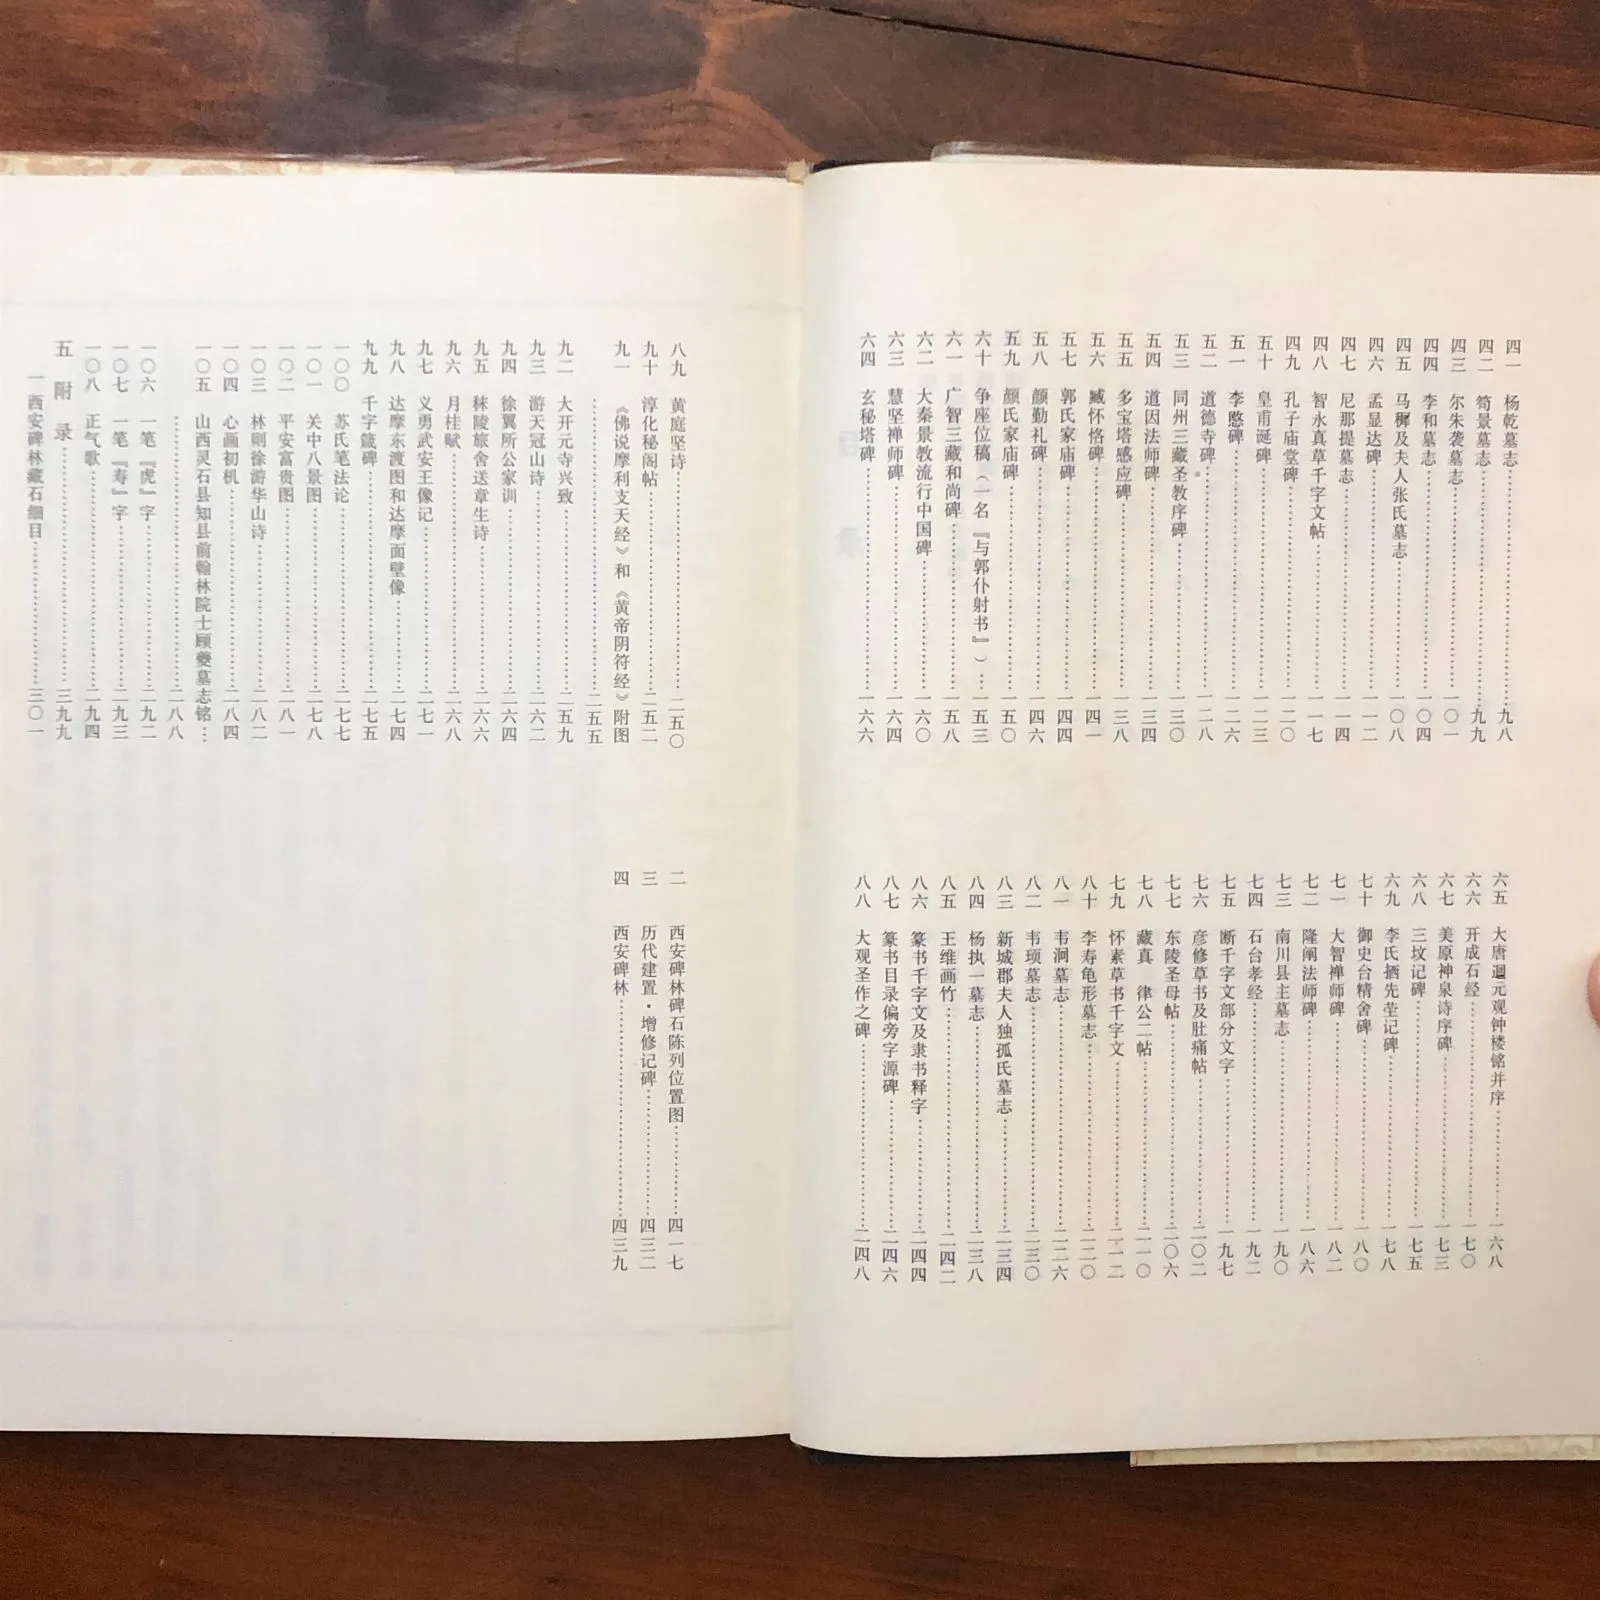 四一 杨乾墓志……九八
四二 笱景墓志……九九
四三 尔朱袭墓志……一〇一
四四 李和墓志……一〇四
四五 马穉及夫人张氏墓志……一〇八
四六 孟显达碑……一一二
四七 尼那提墓志……一一四
四八 智永真草千字文帖……一一七
四九 孔子庙堂碑……一二〇
五十 皇甫诞碑……一二三
五一 李愍碑……一二六
五二 道德寺碑……一二八
五三 同州三藏圣教序碑……一三〇
五四 道因法师碑……一三四
五五 多宝塔感应碑……一三八
五六 臧怀恪碑……一四一
五七 郭氏家庙碑……一四四
五八 颜勤礼碑……一四六
五九 颜氏家庙碑……一五〇
六十 争座位稿（一名『与郭仆射书』）……一五三
六一 广智三藏和尚碑……一五八
六二 大秦景教流行中国碑……一六〇
六三 慧坚禅师碑……一六四
六四 玄秘塔碑……一六六
六五 大唐迴元观钟楼铭并序……一六八
六六 开成石经……一七〇
六七 美原神泉诗序碑……一七三
六八 三坟记碑……一七五
六九 李氏栖先茔记碑……一七八
七十 御史台精舍碑……一八〇
七一 大智禅师碑……一八二
七二 隆阐法师碑……一八六
七三 南川县主墓志……一九〇
七四 石台孝经……一九二
七五 断千字文部分文字……一九七
七六 彦修草书及肚痛帖……二〇二
七七 东陵圣母帖……二〇六
七八 藏真 律公二帖……二一〇
七九 怀素草书千字文……二一二
八十 李寿龟形墓志……二二〇
八一 韦洞墓志……二二六
八二 韦顼墓志……二三〇
八三 新城郡夫人独孤氏墓志……二三四
八四 杨执一墓志……二三八
八五 王维画竹……二四二
八六 篆书千字文及隶书释字……二四四
八七 篆书目录偏旁字源碑……二四六
八八 大观圣作之碑……二四八
八九 黄庭坚诗……二五〇
九十 淳化秘阁帖……二五二
九一 《佛说摩利支天经》和《黄帝阴符经》附图
……二五五
九二 大开元寺兴致……二五九
九三 游天冠山诗……二六二
九四 徐翼所公家训……二六四
九五 秣陵旅舍送章生诗……二六六
九六 月桂赋……二六八
九七 义勇武安王像记……二七一
九八 达摩东渡图和达摩面壁像……二七四
九九 千字箴碑……二七五
一〇〇 苏氏笔法论……二七七
一〇一 关中八景图……二七八
一〇二 平安富贵图……二八一
一〇三 林则徐游华山诗……二八二
一〇四 心画初机……二八四
一〇五 山西灵石县知县前翰林院士顾夔墓志铭…
……二八八
一〇六 一笔『虎』字……二九二
一〇七 一笔『寿』字……二九三
一〇八 正气歌……二九四
五 附 录……三九九
一 西安碑林藏石细目……三〇一
二 西安碑林碑石陈列位置图……四一七
三 历代建置·增修记碑……四三二
四 西安碑林……四三九